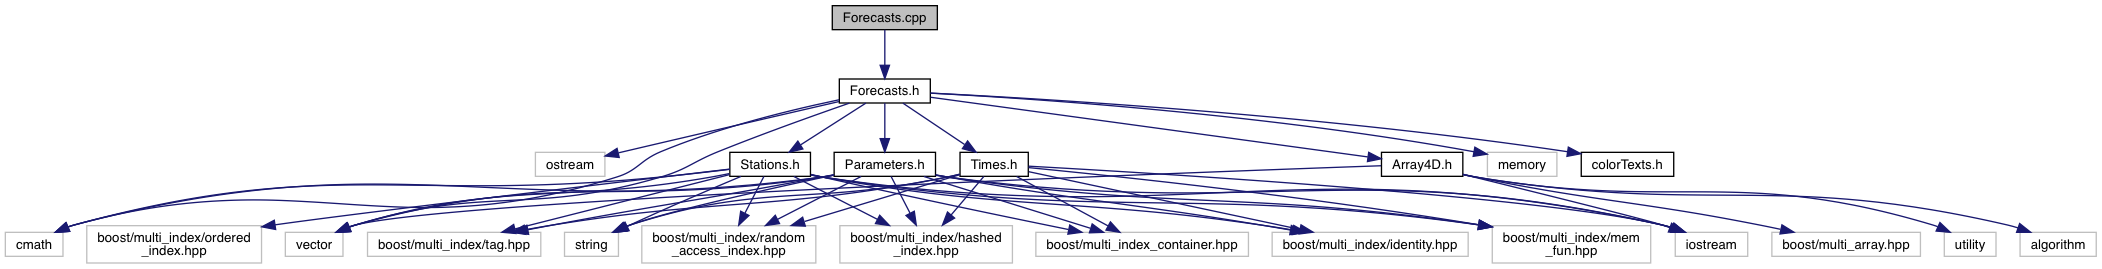 Forecasts.cpp
Forecasts.h
ostream
Stations.h
Parameters.h
Times.h
Array4D.h
memory
colorTexts.h
cmath
boost/multi_index/ordered
_index.hpp
vector
boost/multi_index/tag.hpp
string
boost/multi_index/random
_access_index.hpp
boost/multi_index/hashed
_index.hpp
boost/multi_index_container.hpp
boost/multi_index/identity.hpp
boost/multi_index/mem
_fun.hpp
iostream
boost/multi_array.hpp
utility
algorithm